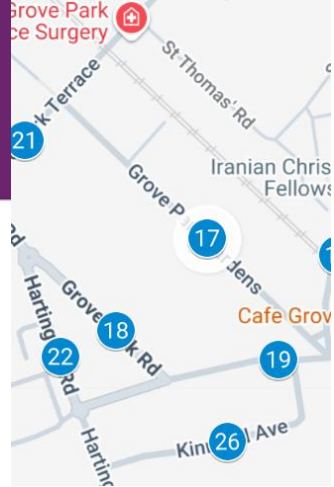 Grove Park
ce Surgery
k Terrace
St Thomas' Rd
21
Iranian Chris
Fellows
Grove P
17
dens
Grove
k Rd
18
Harting
Rd
22
Cafe Grov
19
1
Kin
26
Ave
Harting